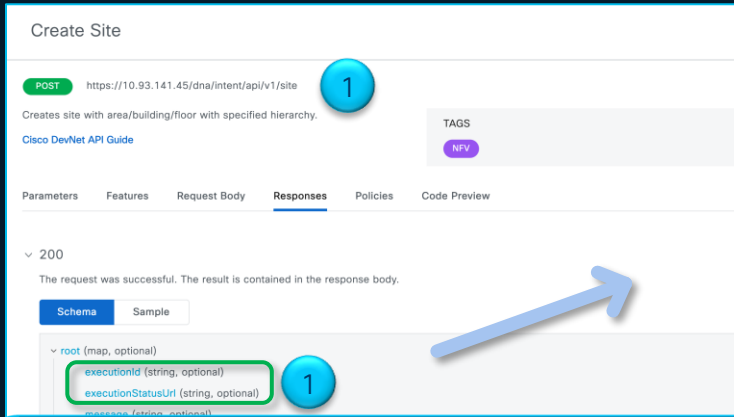 Create Site
POST https://10.93.141.45/dna/intent/api/v1/site
1
Creates site with area/building/floor with specified hierarchy.
Cisco DevNet API Guide
TAGS
NFV
Parameters Features Request Body Responses Policies Code Preview
200
The request was successful. The result is contained in the response body.
Schema Sample
root (map, optional)
executionId (string, optional)
executionStatusUrl (string, optional)
1
message (string, optional)